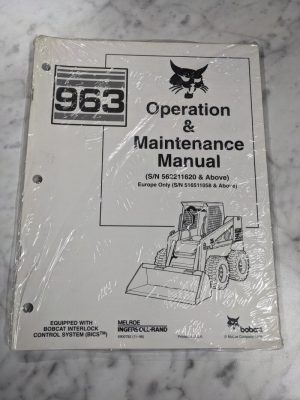 963
Operation
&
Maintenance
Manual
(S/N 562211620 & Above)
Europe Only (S/N 516511058 & Above)
EQUIPPED WITH
BOBCAT INTERLOCK
CONTROL SYSTEM (BICS™)
MELROE
INGERSOLL-RAND
bobcat